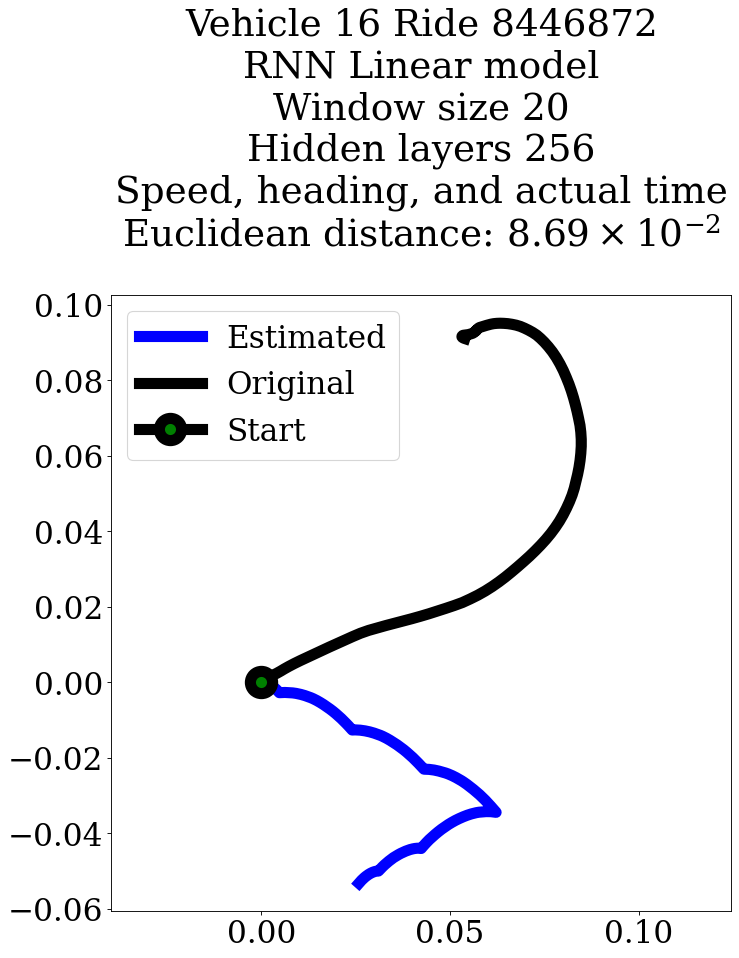 Vehicle 16 Ride 8446872
RNN Linear model
Window size 20
Hidden layers 256
Speed, heading, and actual time
Euclidean distance: 8.69 × 10⁻²
Estimated
Original
Start
0.10
0.08
0.06
0.04
0.02
0.00
−0.02
−0.04
−0.06
0.00 0.05 0.10